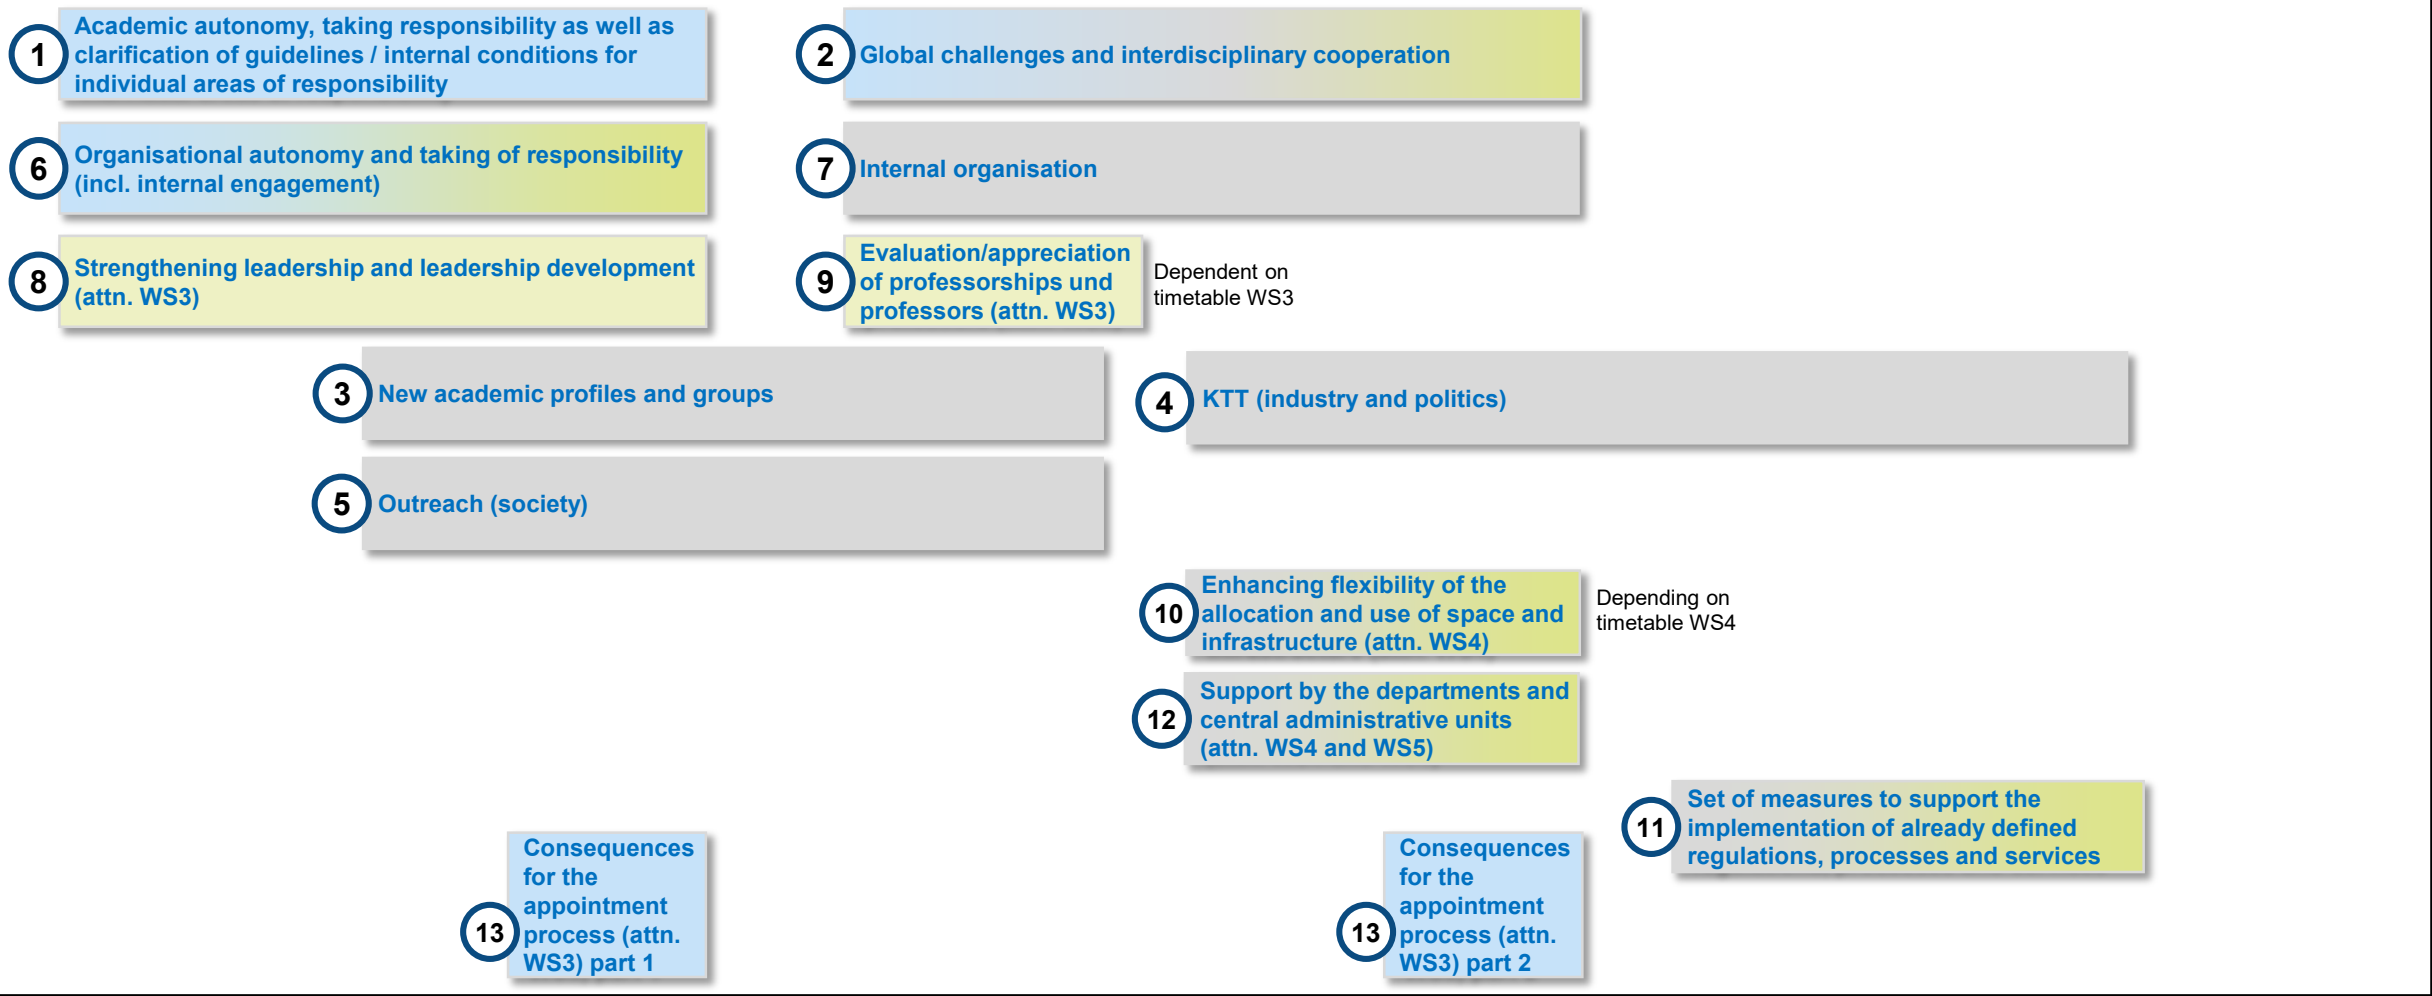 1
Academic autonomy, taking responsibility as well as
clarification of guidelines / internal conditions for
individual areas of responsibility
2
Global challenges and interdisciplinary cooperation
6
Organisational autonomy and taking of responsibility
(incl. internal engagement)
7
Internal organisation
8
Strengthening leadership and leadership development
(attn. WS3)
9
Evaluation/appreciation
of professorships und
professors (attn. WS3)
Dependent on
timetable WS3
3
New academic profiles and groups
4
KTT (industry and politics)
5
Outreach (society)
10
Enhancing flexibility of the
allocation and use of space and
infrastructure (attn. WS4)
Depending on
timetable WS4
12
Support by the departments and
central administrative units
(attn. WS4 and WS5)
11
Set of measures to support the
implementation of already defined
regulations, processes and services
13
Consequences
for the
appointment
process (attn.
WS3) part 1
13
Consequences
for the
appointment
process (attn.
WS3) part 2